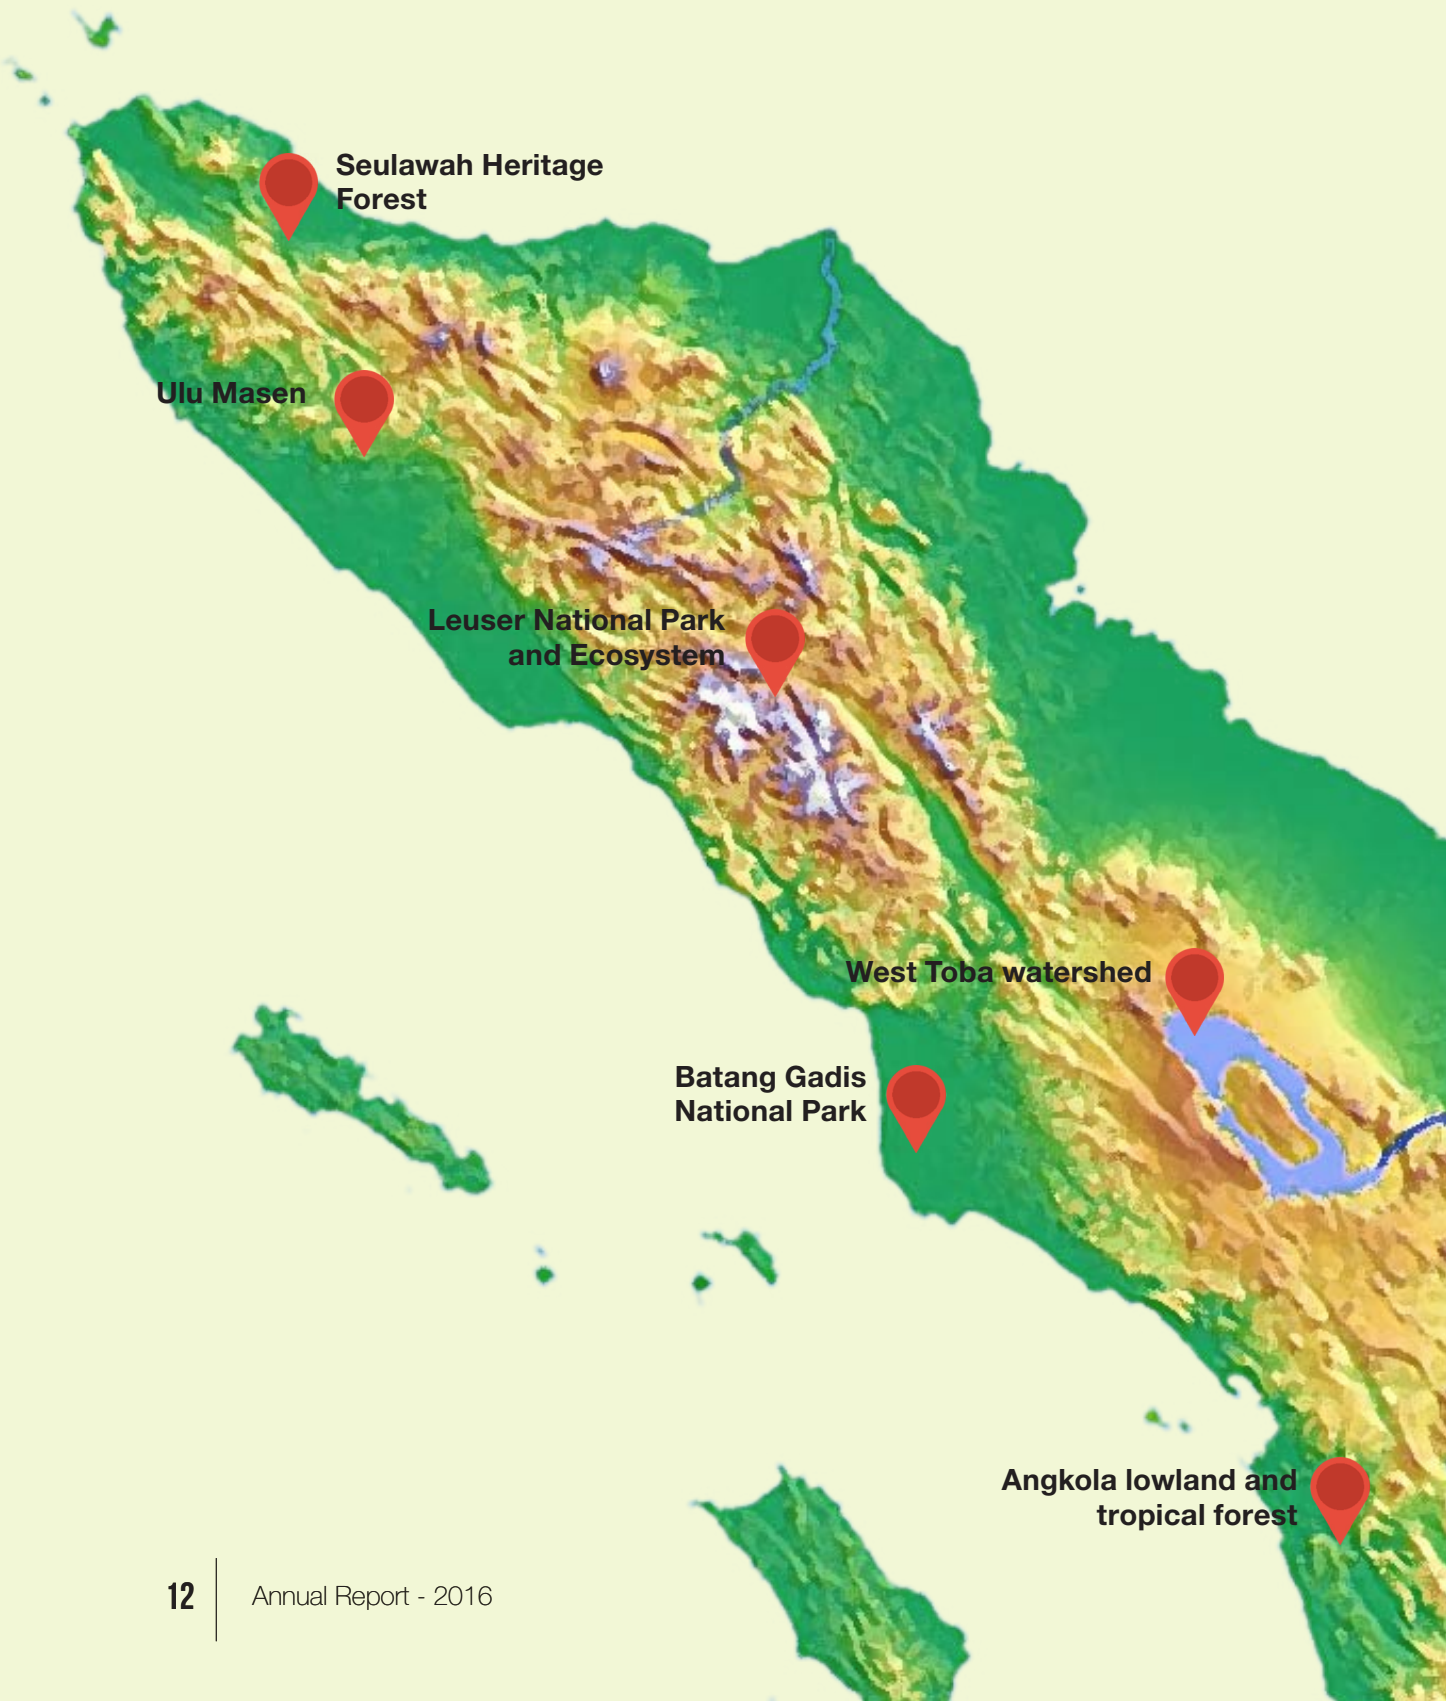 Seulawah Heritage
Forest
Ulu Masen
Leuser National Park
and Ecosystem
West Toba watershed
Batang Gadis
National Park
Angkola lowland and
tropical forest
12
Annual Report - 2016